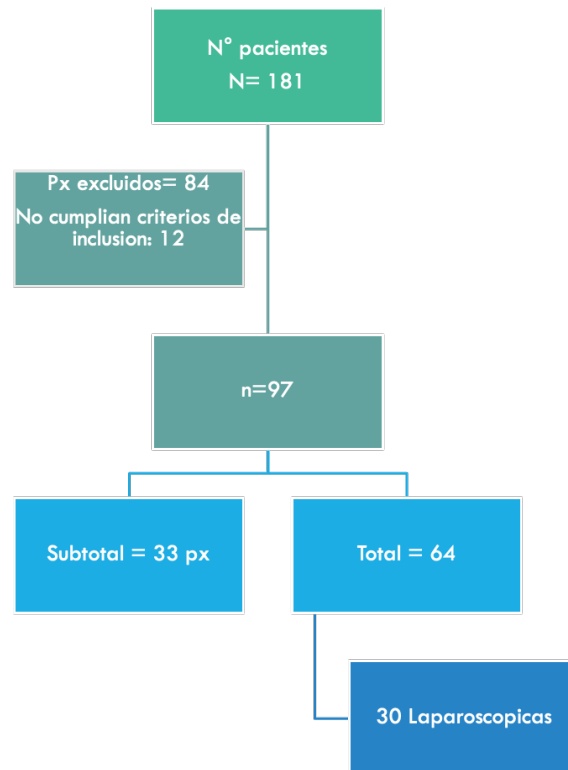 N° pacientes
N= 181
Px excluidos= 84
No cumplian criterios de
inclusion: 12
n=97
Subtotal = 33 px
Total = 64
30 Laparoscopicas